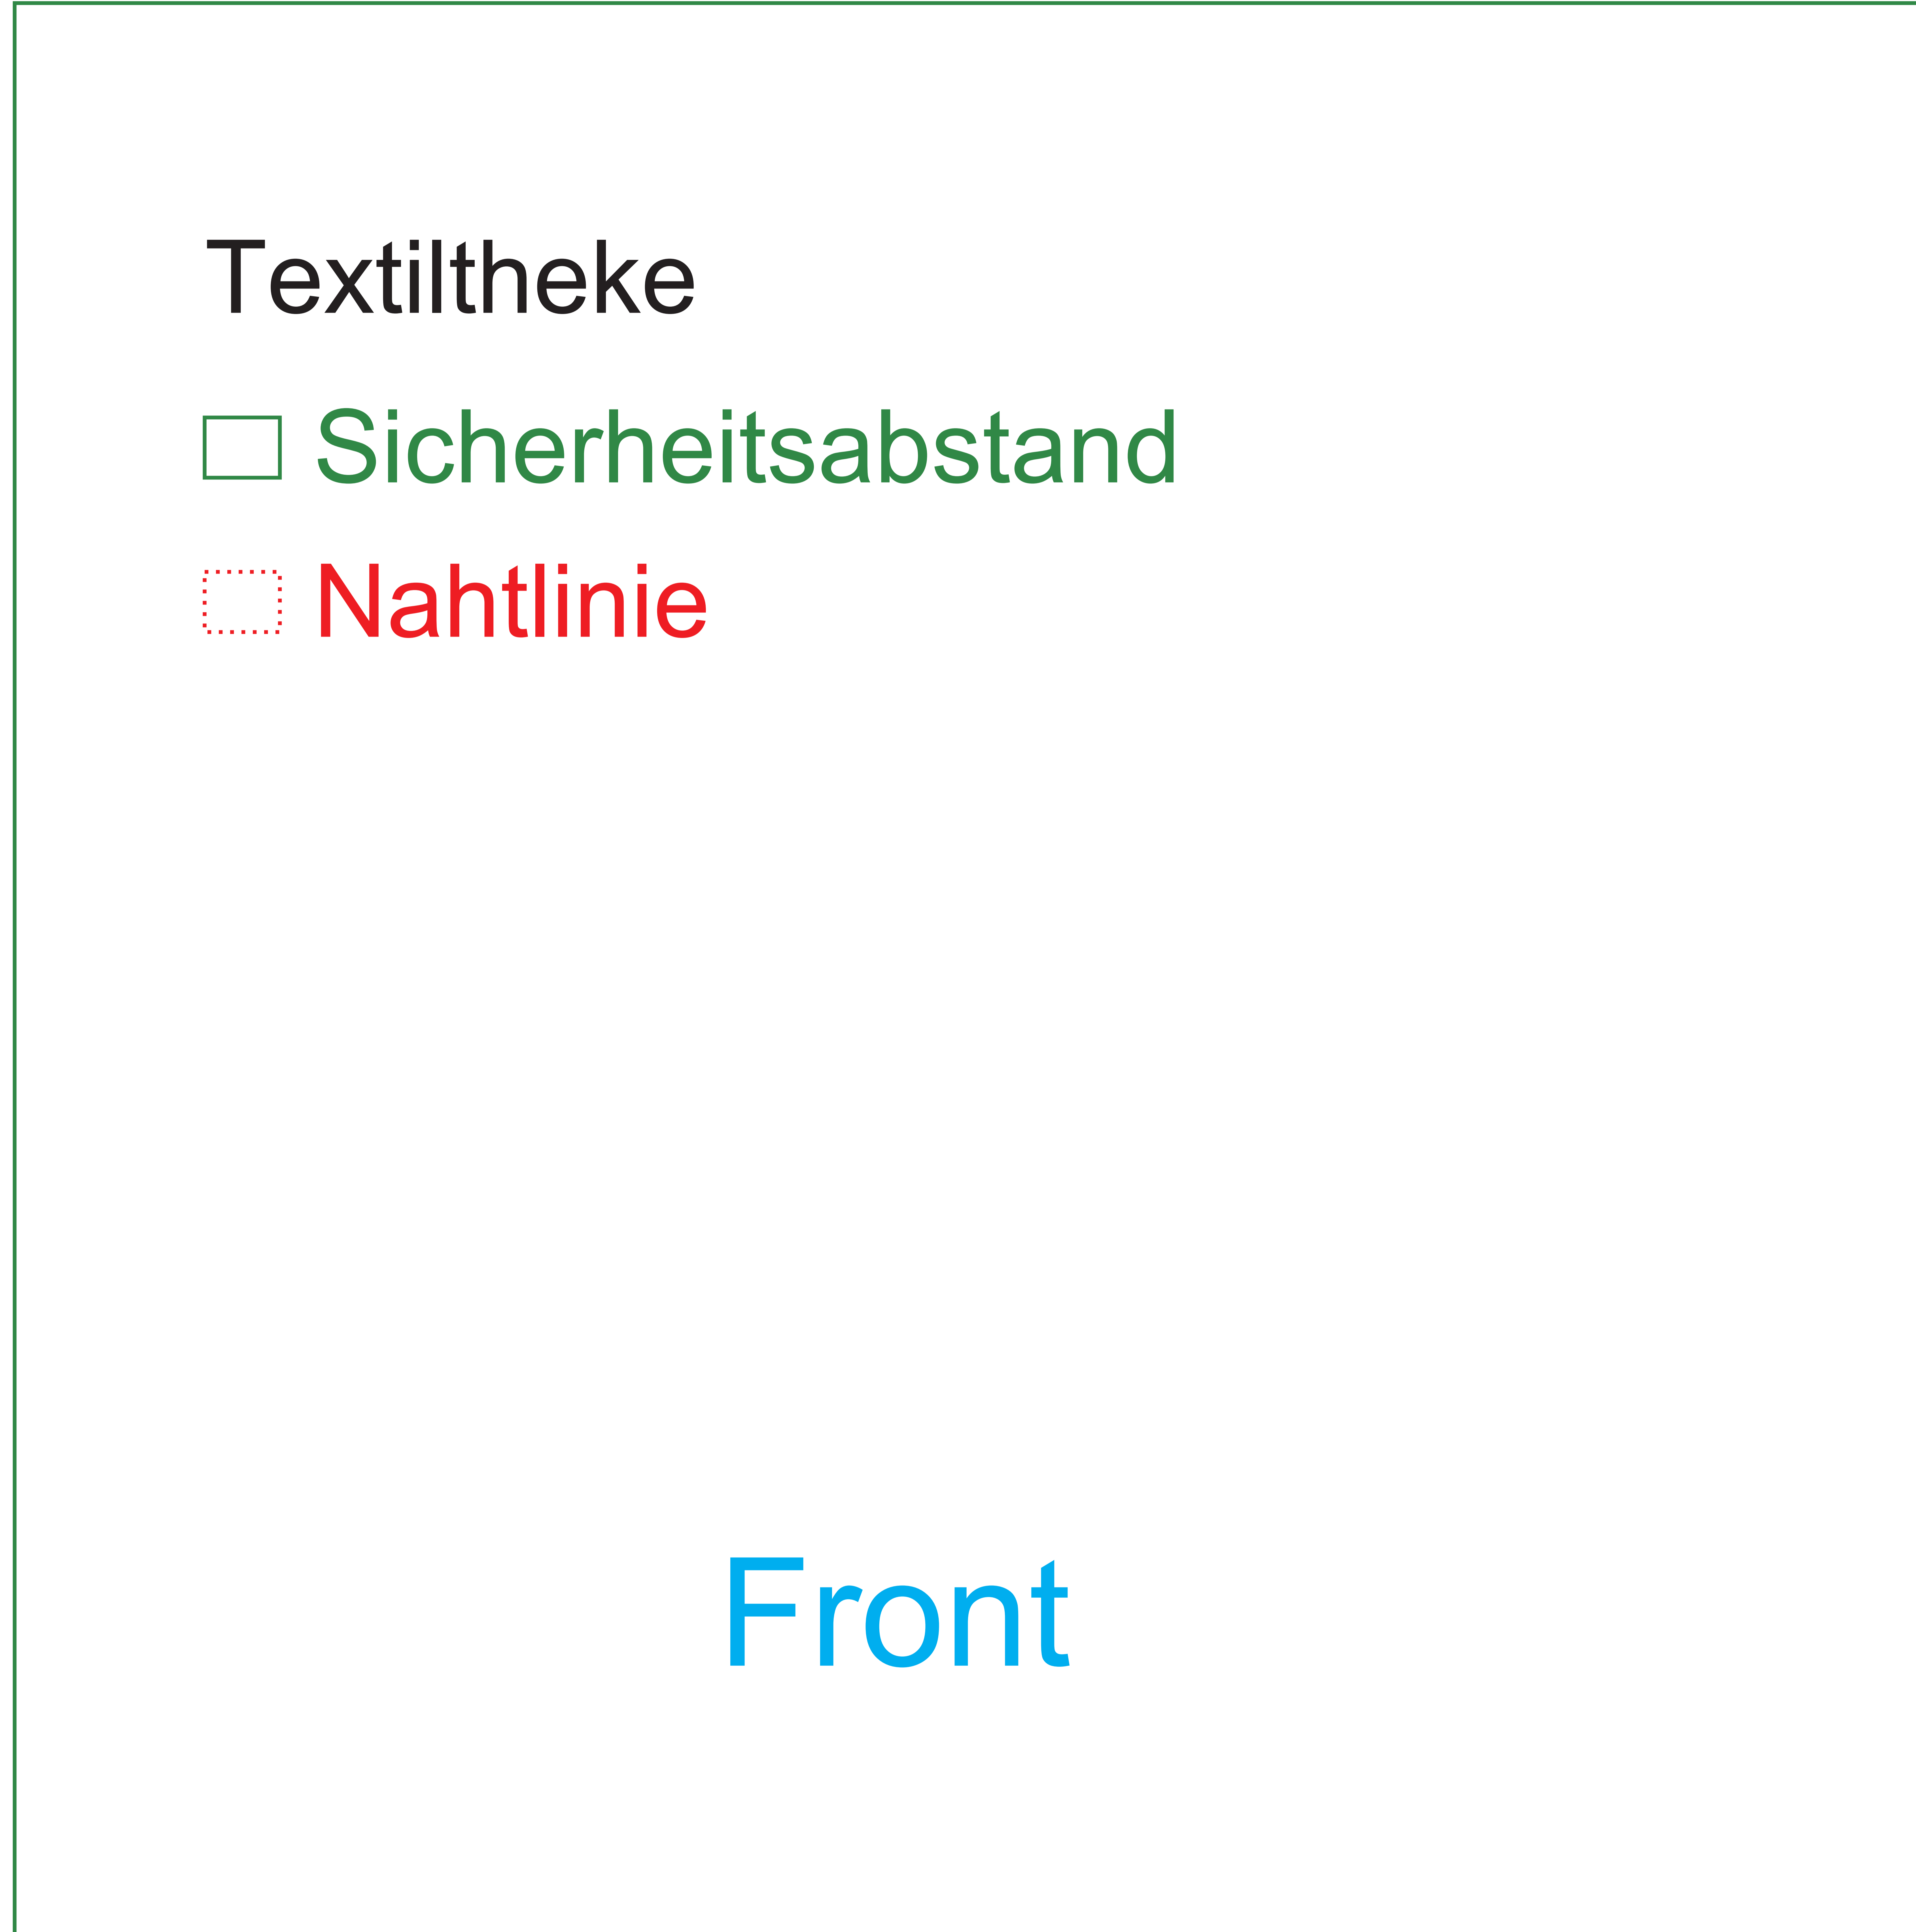 Textiltheke
Sicherheitsabstand
Nahtlinie
Front